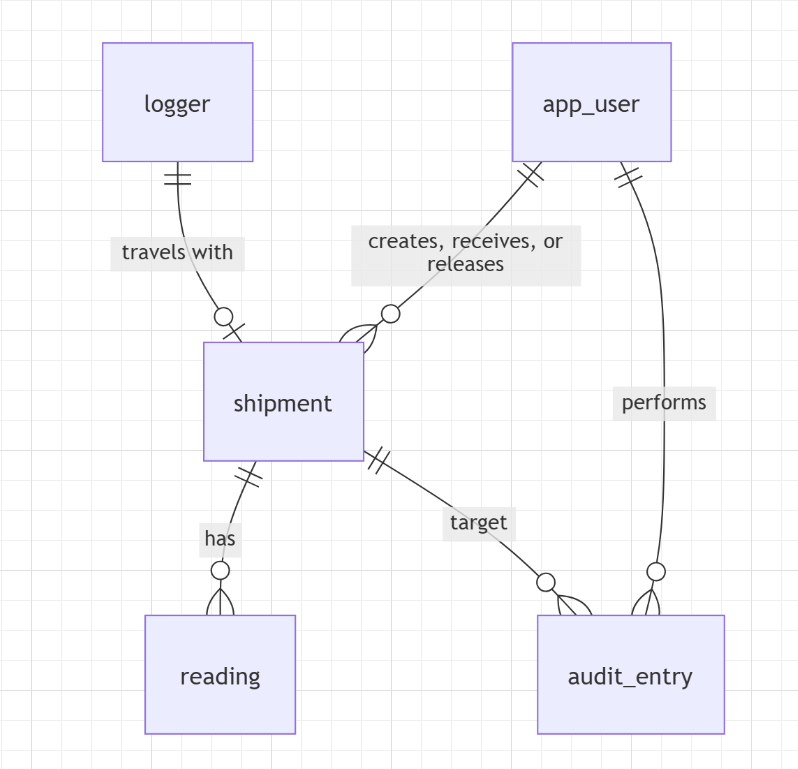 logger
app_user
travels with
creates, receives, or
releases
shipment
performs
target
has
reading
audit_entry